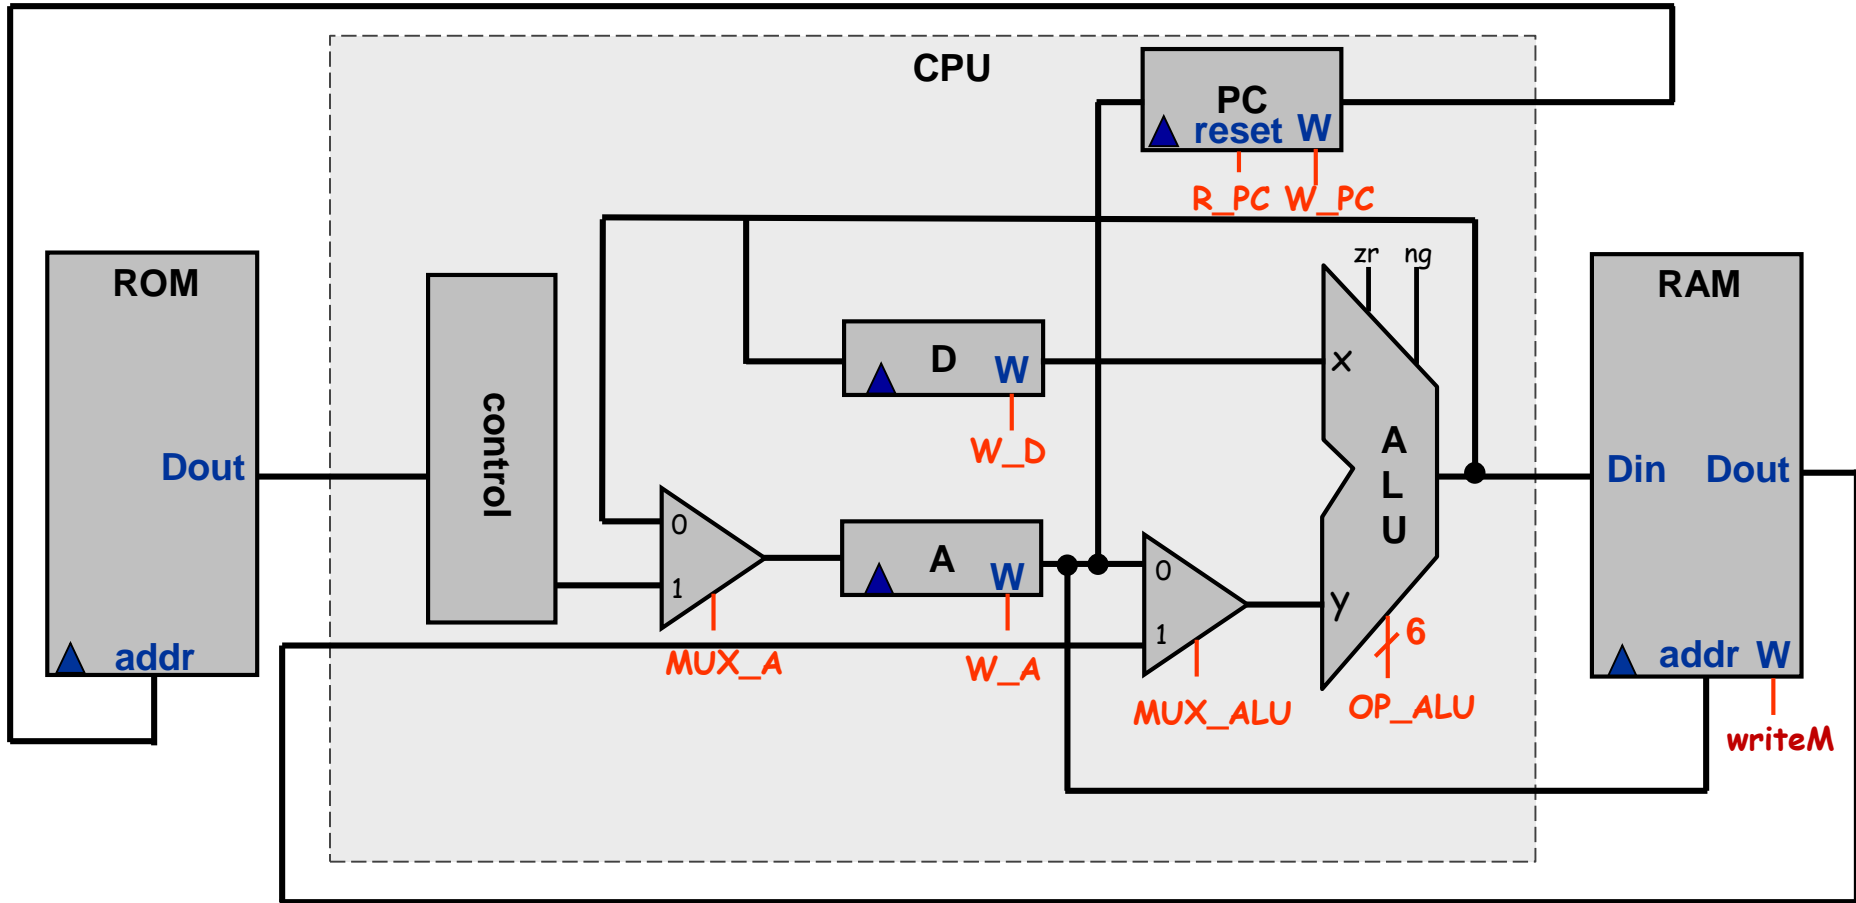 CPU
PC
reset W
R_PC W_PC
zr ng
ROM
RAM
D W
x
W_D
control
A
L
U
Dout
Din Dout
0
1
A W
0
1
y
6
addr
addr W
MUX_A
W_A
MUX_ALU
OP_ALU
writeM